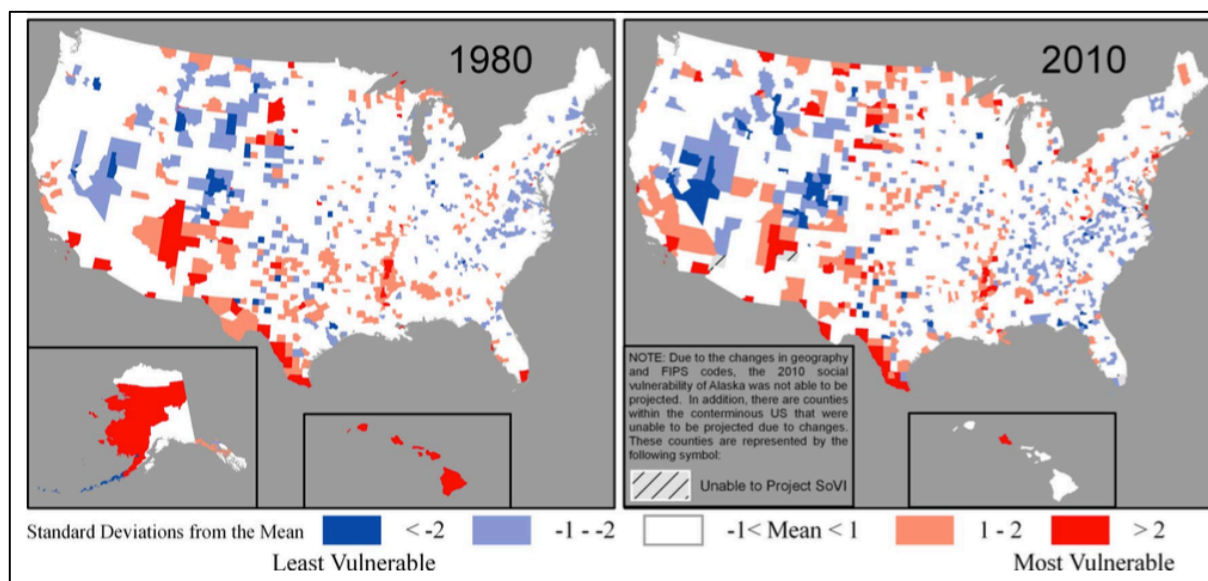 1980
2010
NOTE: Due to the changes in geography
and FIPS codes, the 2010 social
vulnerability of Alaska was not able to be
projected. In addition, there are counties
within the conterminous US that were
unable to be projected due to changes.
These counties are represented by the
following symbol:
Unable to Project SoVI
Standard Deviations from the Mean < -2 -1 - -2 -1< Mean < 1 1 - 2 > 2
Least Vulnerable Most Vulnerable